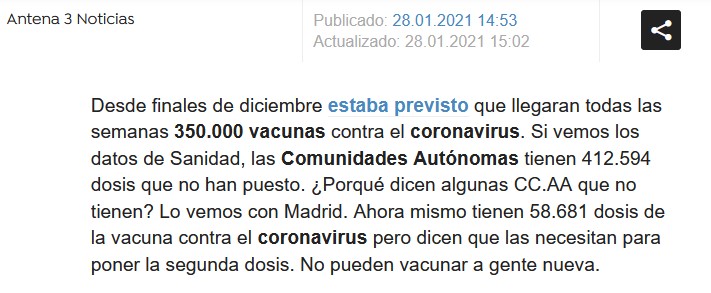 Antena 3 Noticias
Publicado: 28.01.2021 14:53
Actualizado: 28.01.2021 15:02
Desde finales de diciembre estaba previsto que llegaran todas las
semanas 350.000 vacunas contra el coronavirus. Si vemos los
datos de Sanidad, las Comunidades Autónomas tienen 412.594
dosis que no han puesto. ¿Porqué dicen algunas CC.AA que no
tienen? Lo vemos con Madrid. Ahora mismo tienen 58.681 dosis de
la vacuna contra el coronavirus pero dicen que las necesitan para
poner la segunda dosis. No pueden vacunar a gente nueva.